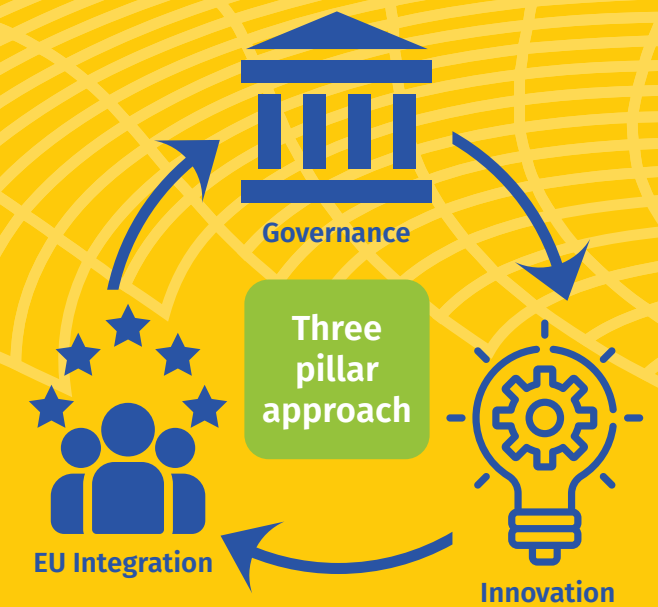 Governance
Three
pillar
approach
EU Integration
Innovation